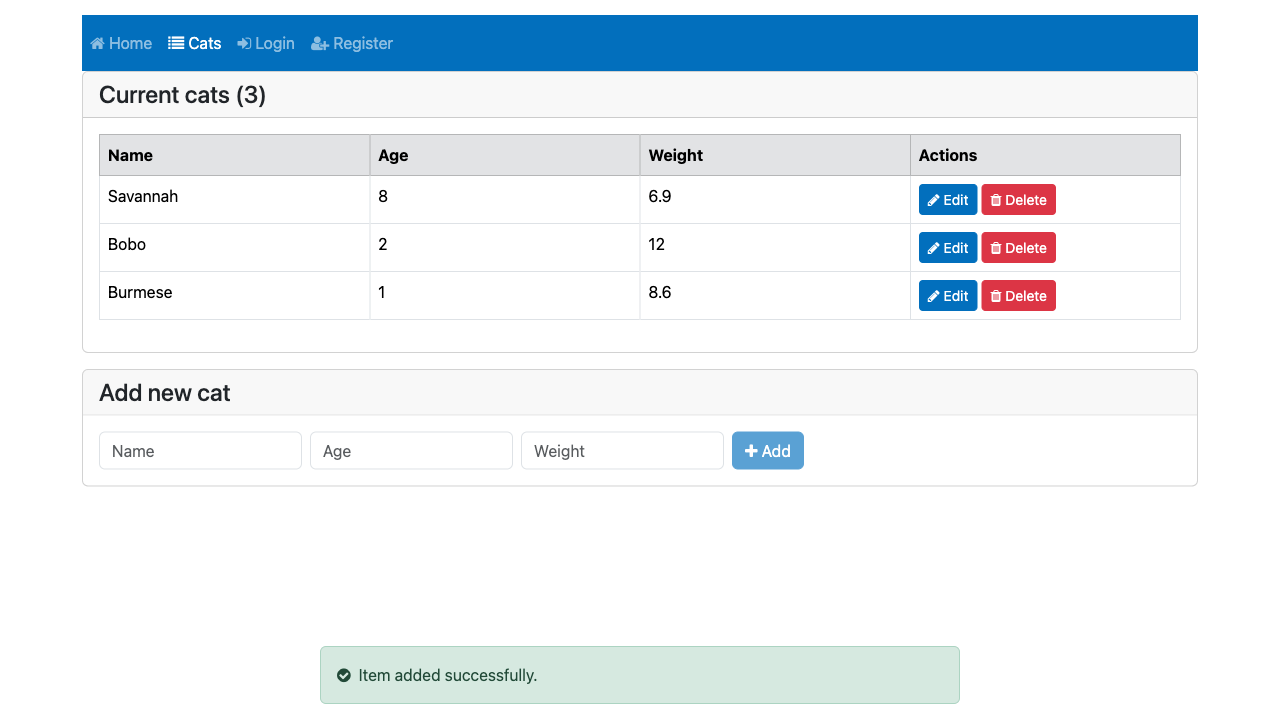 Home Cats Login Register
Current cats (3)
Name Age Weight Actions
Savannah 8 6.9 Edit Delete
Bobo 2 12 Edit Delete
Burmese 1 8.6 Edit Delete
Add new cat
Name Age Weight Add
Item added successfully.